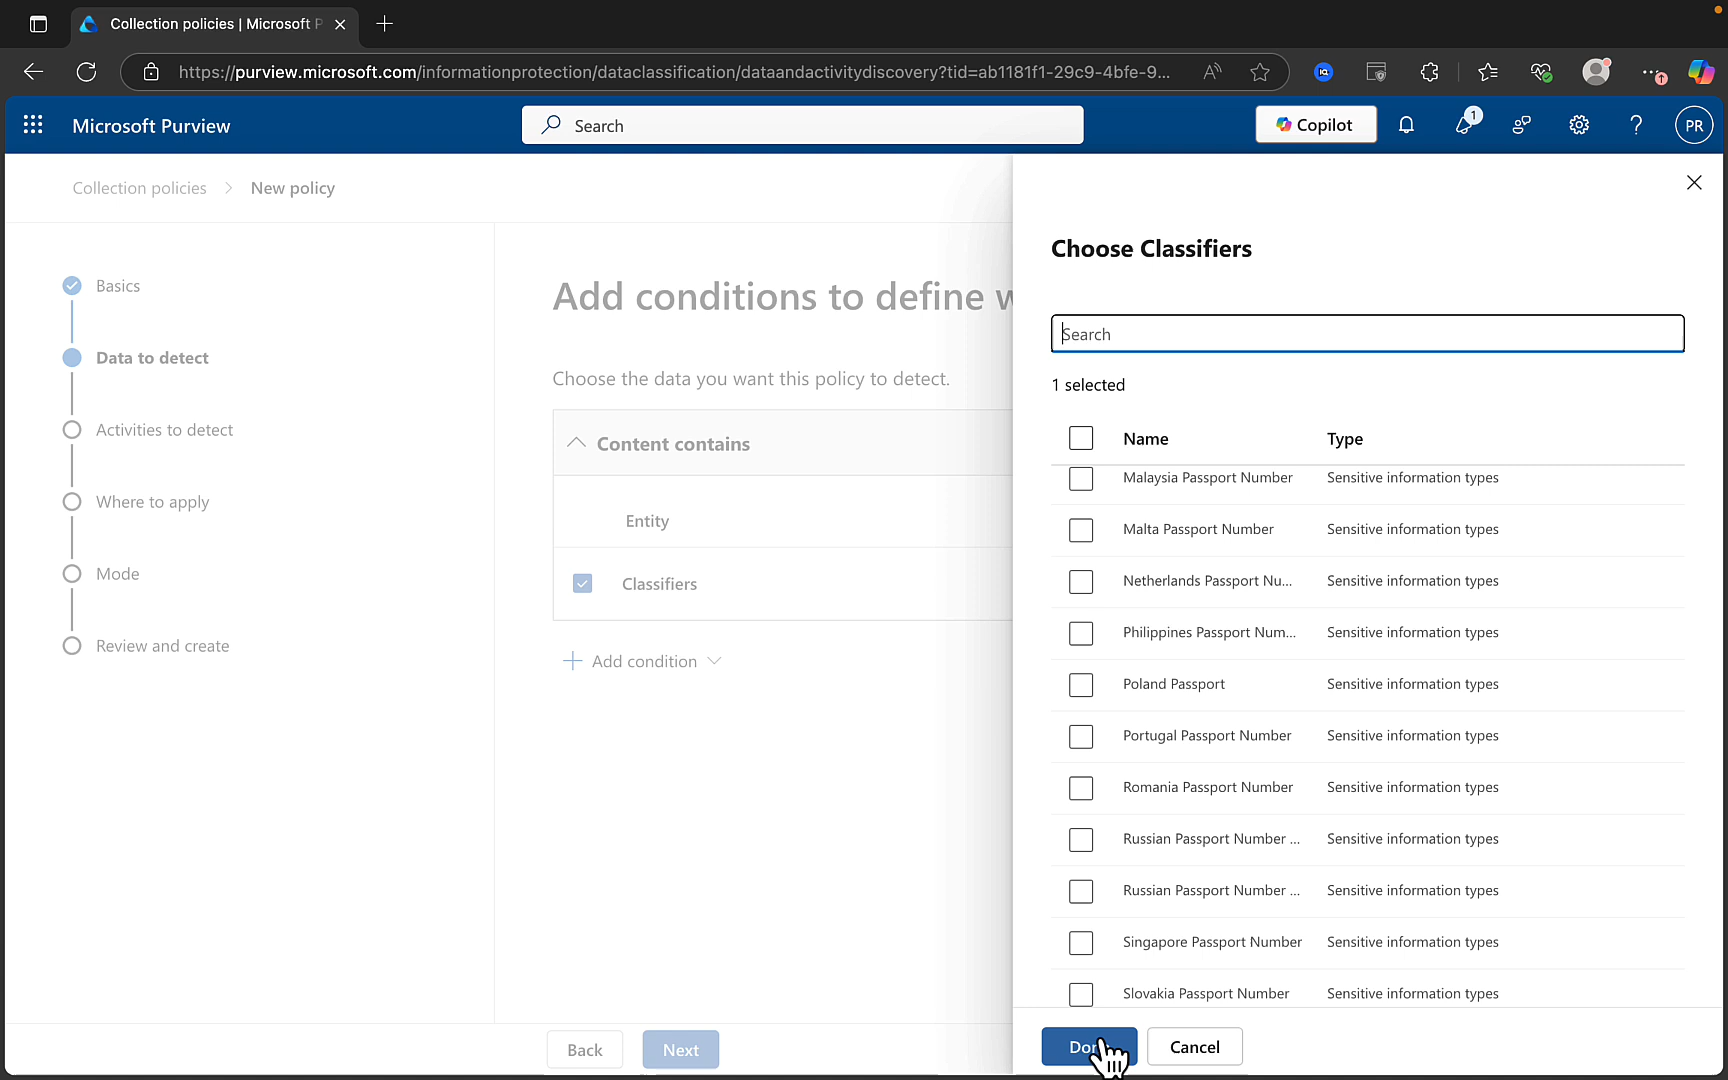 Collection policies | Microsoft P
https://purview.microsoft.com/informationprotection/dataclassification/dataandactivitydiscovery?tid=ab1181f1-29c9-4bfe-9...
Microsoft Purview
Search
Copilot
1
PR
Collection policies > New policy
Basics
Data to detect
Activities to detect
Where to apply
Mode
Review and create
Add conditions to define
Choose the data you want this policy to detect.
Content contains
Entity
Classifiers
Add condition
Back
Next
Choose Classifiers
Search
1 selected
Name Type
Malaysia Passport Number Sensitive information types
Malta Passport Number Sensitive information types
Netherlands Passport Nu... Sensitive information types
Philippines Passport Num... Sensitive information types
Poland Passport Sensitive information types
Portugal Passport Number Sensitive information types
Romania Passport Number Sensitive information types
Russian Passport Number ... Sensitive information types
Russian Passport Number ... Sensitive information types
Singapore Passport Number Sensitive information types
Slovakia Passport Number Sensitive information types
Cancel